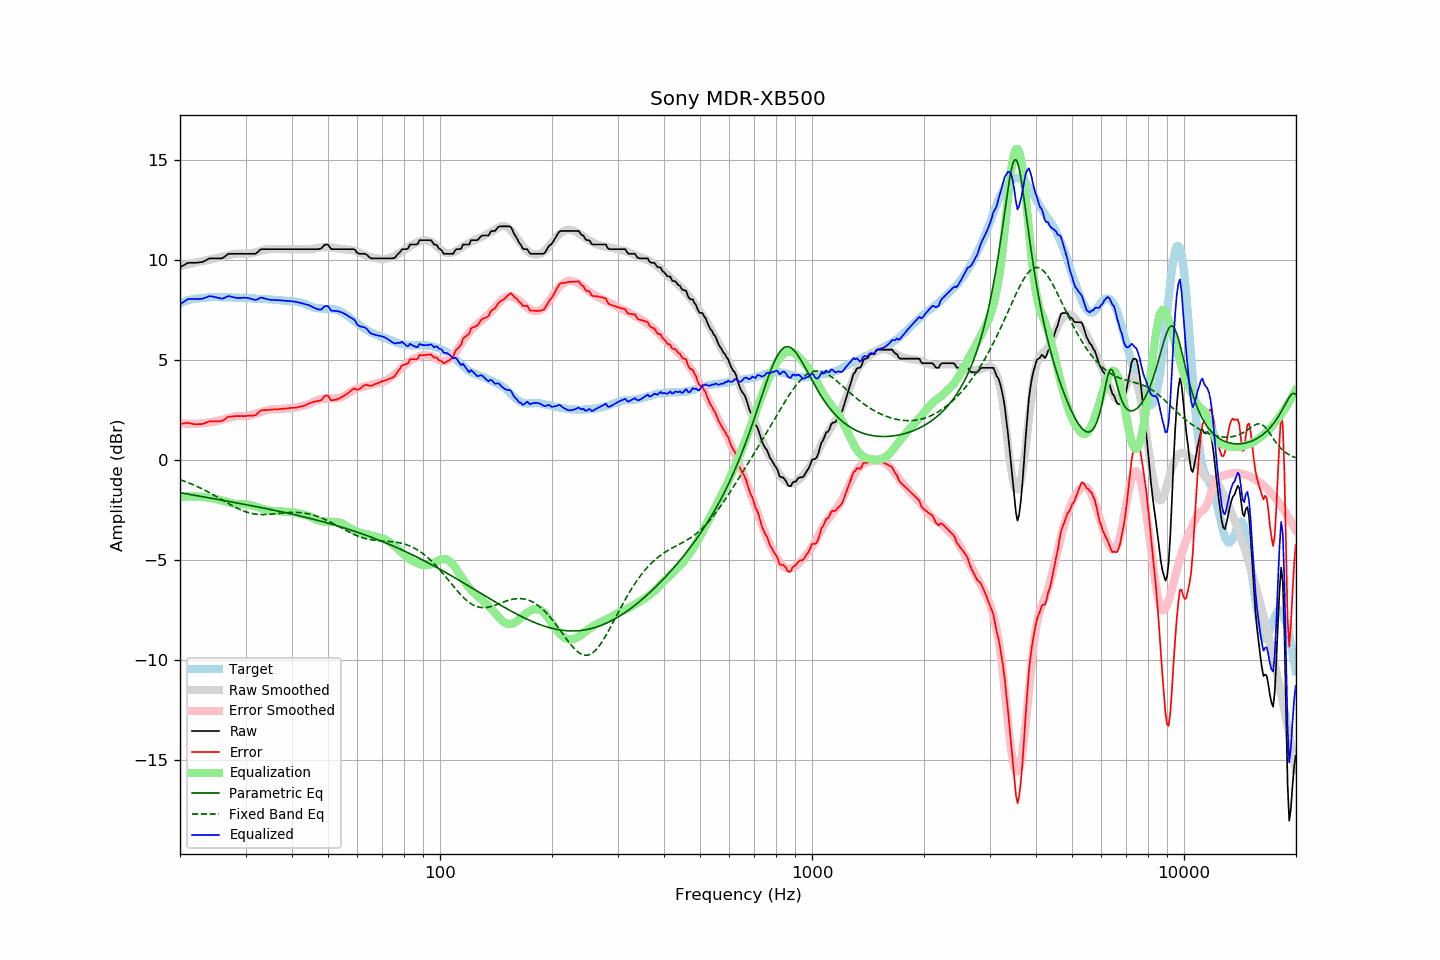 Sony MDR-XB500
15
10
5
0
−5
−10
−15
Amplitude (dBr)
Target
Raw Smoothed
Error Smoothed
Raw
Error
Equalization
Parametric Eq
Fixed Band Eq
Equalized
100
1000
10000
Frequency (Hz)